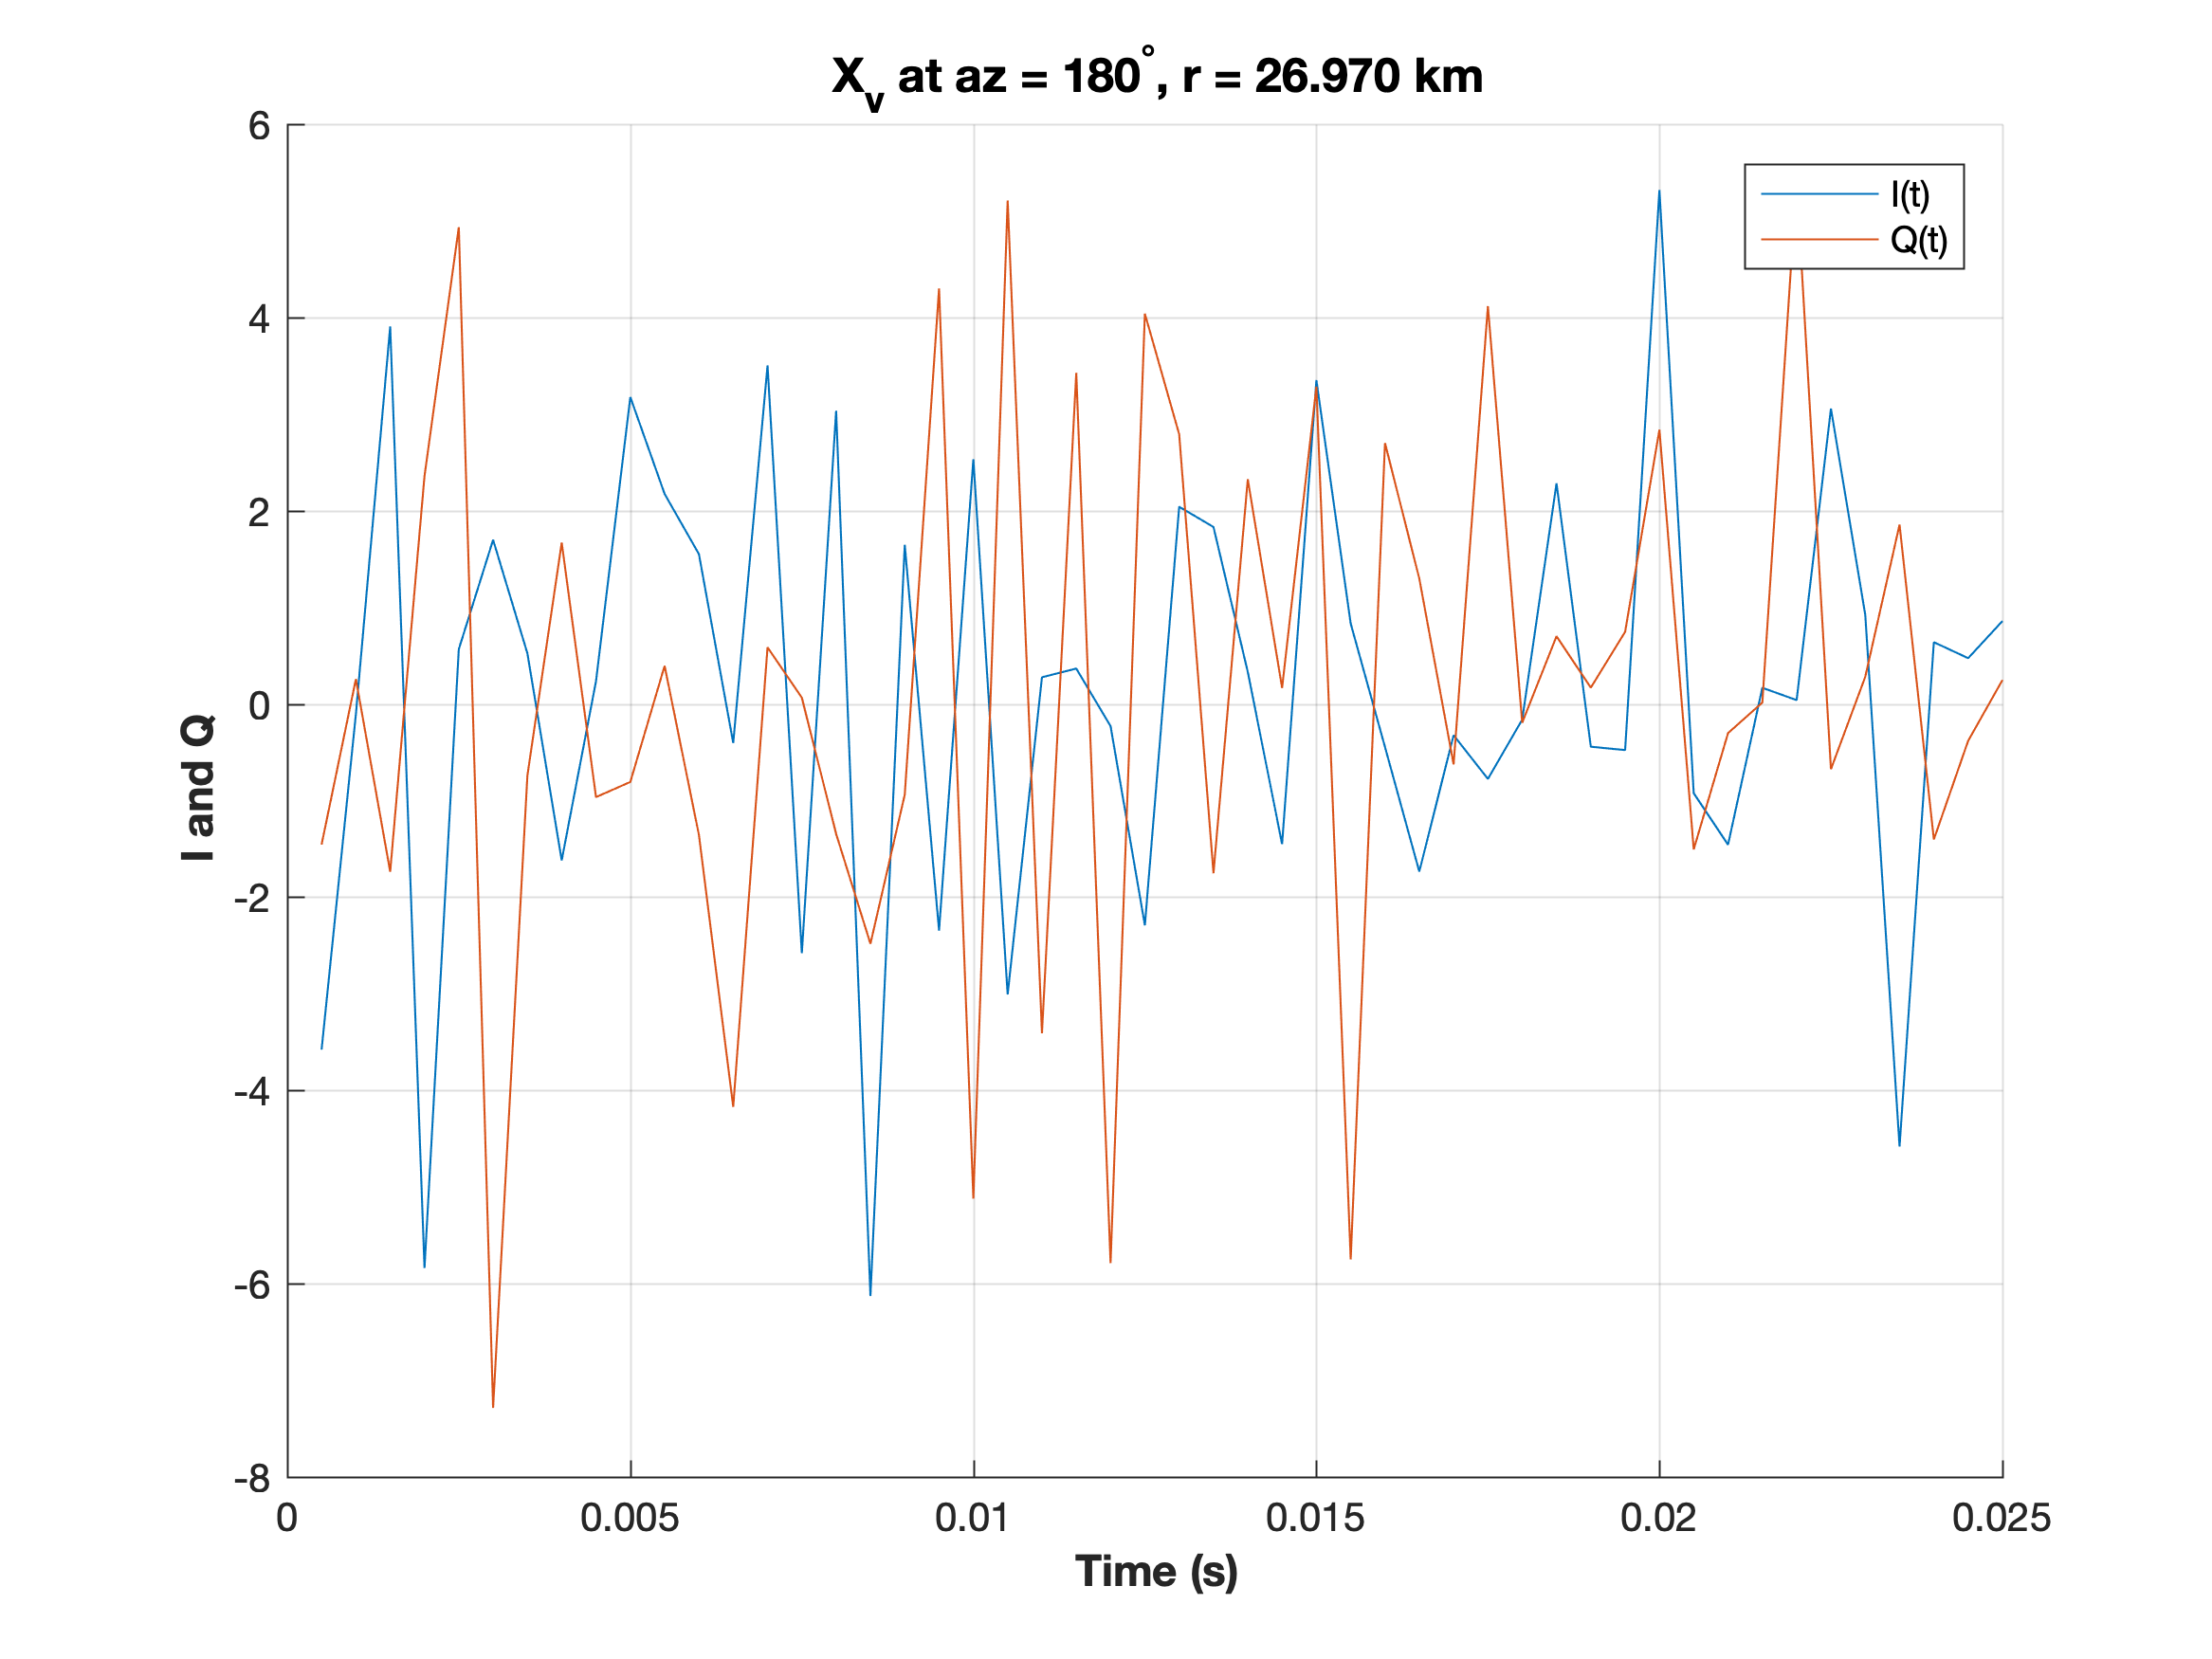 X_v at az = 180°, r = 26.970 km
I(t)
Q(t)
6
4
2
0
-2
-4
-6
-8
I and Q
0 0.005 0.01 0.015 0.02 0.025
Time (s)